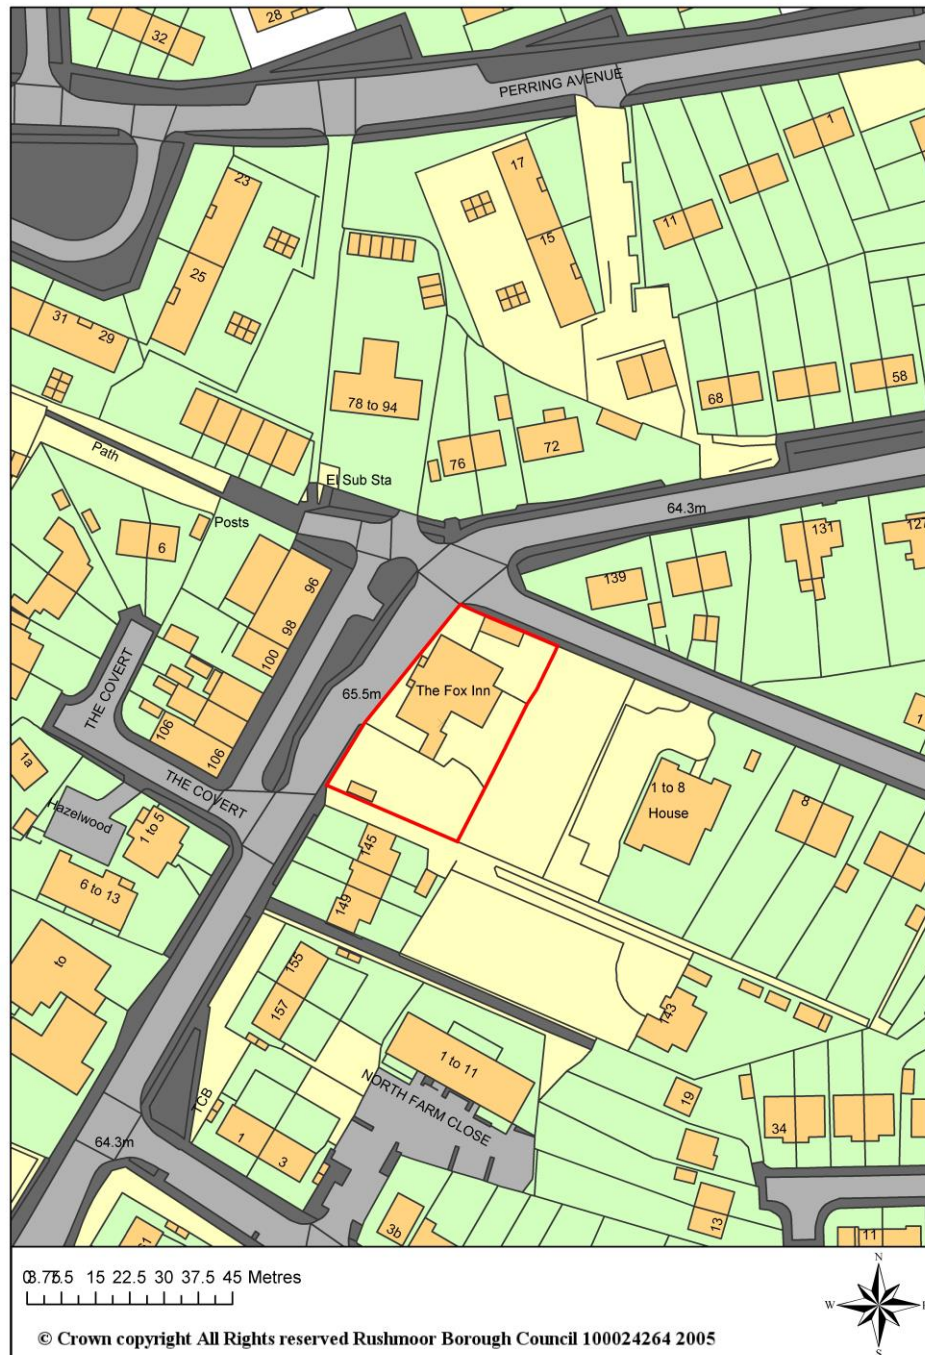 28
32
PERRING AVENUE
1
17
23
11
15
25
31
29
58
68
78 to 94
72
76
Path
El Sub Sta
64.3m
Posts
131
127
6
96
139
98
100
The Fox Inn
65.5m
THE COVERT
106
106
1a
THE COVERT
1 to 8
House
8
Hazelwood
1 to 5
145
6 to 13
149
to
155
143
157
1 to 11
NORTH FARM CLOSE
19
TCB
34
1
64.3m
3
13
3b
11
15 22.5 30 37.5 45 Metres
N
W
S
© Crown copyright All Rights reserved Rushmoor Borough Council 100024264 2005